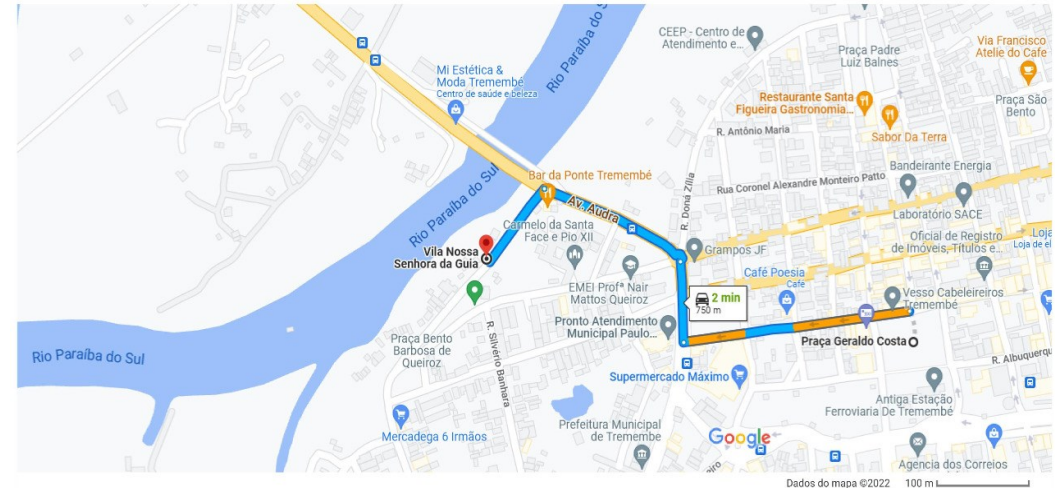 Rio Paraíba do Sul
CEEP - Centro de
Atendimento e...
Praça Padre
Luiz Balnes
Via Francisco
Atelie do Cafe
Mi Estética &
Moda Tremembé
Centro de saúde e beleza
Restaurante Santa
Figueira Gastronomia...
Praça São
Bento
R. Antônio Maria
Sabor Da Terra
Bar da Ponte Tremembé
Rua Coronel Alexandre Monteiro Patto
Bandeirante Energia
Rio Paraíba do Sul
Av. Audrá
R. Dona Zília
Laboratório SACE
Carmelo da Santa
Face e Pio XII
Vila Nossa
Senhora da Guia
Grampos JF
Oficial de Registro
de Imóveis, Títulos e...
Loja
Loja de el
EMEI Profª Nair
Mattos Queiroz
Café Poesia
Café
2 min
750 m
Vesso Cabeleireiros
Tremembé
Pronto Atendimento
Municipal Paulo...
Praça Geraldo Costa
Praça Bento
Barbosa de
Queiroz
R. Silvério Banhara
Rio Paraíba do Sul
R. Albuquerq
Supermercado Máximo
Antiga Estação
Ferroviaria De Tremembé
Mercadega 6 Irmãos
Prefeitura Municipal
de Tremembé
Google
Agencia dos Correios
Dados do mapa ©2022
100 m